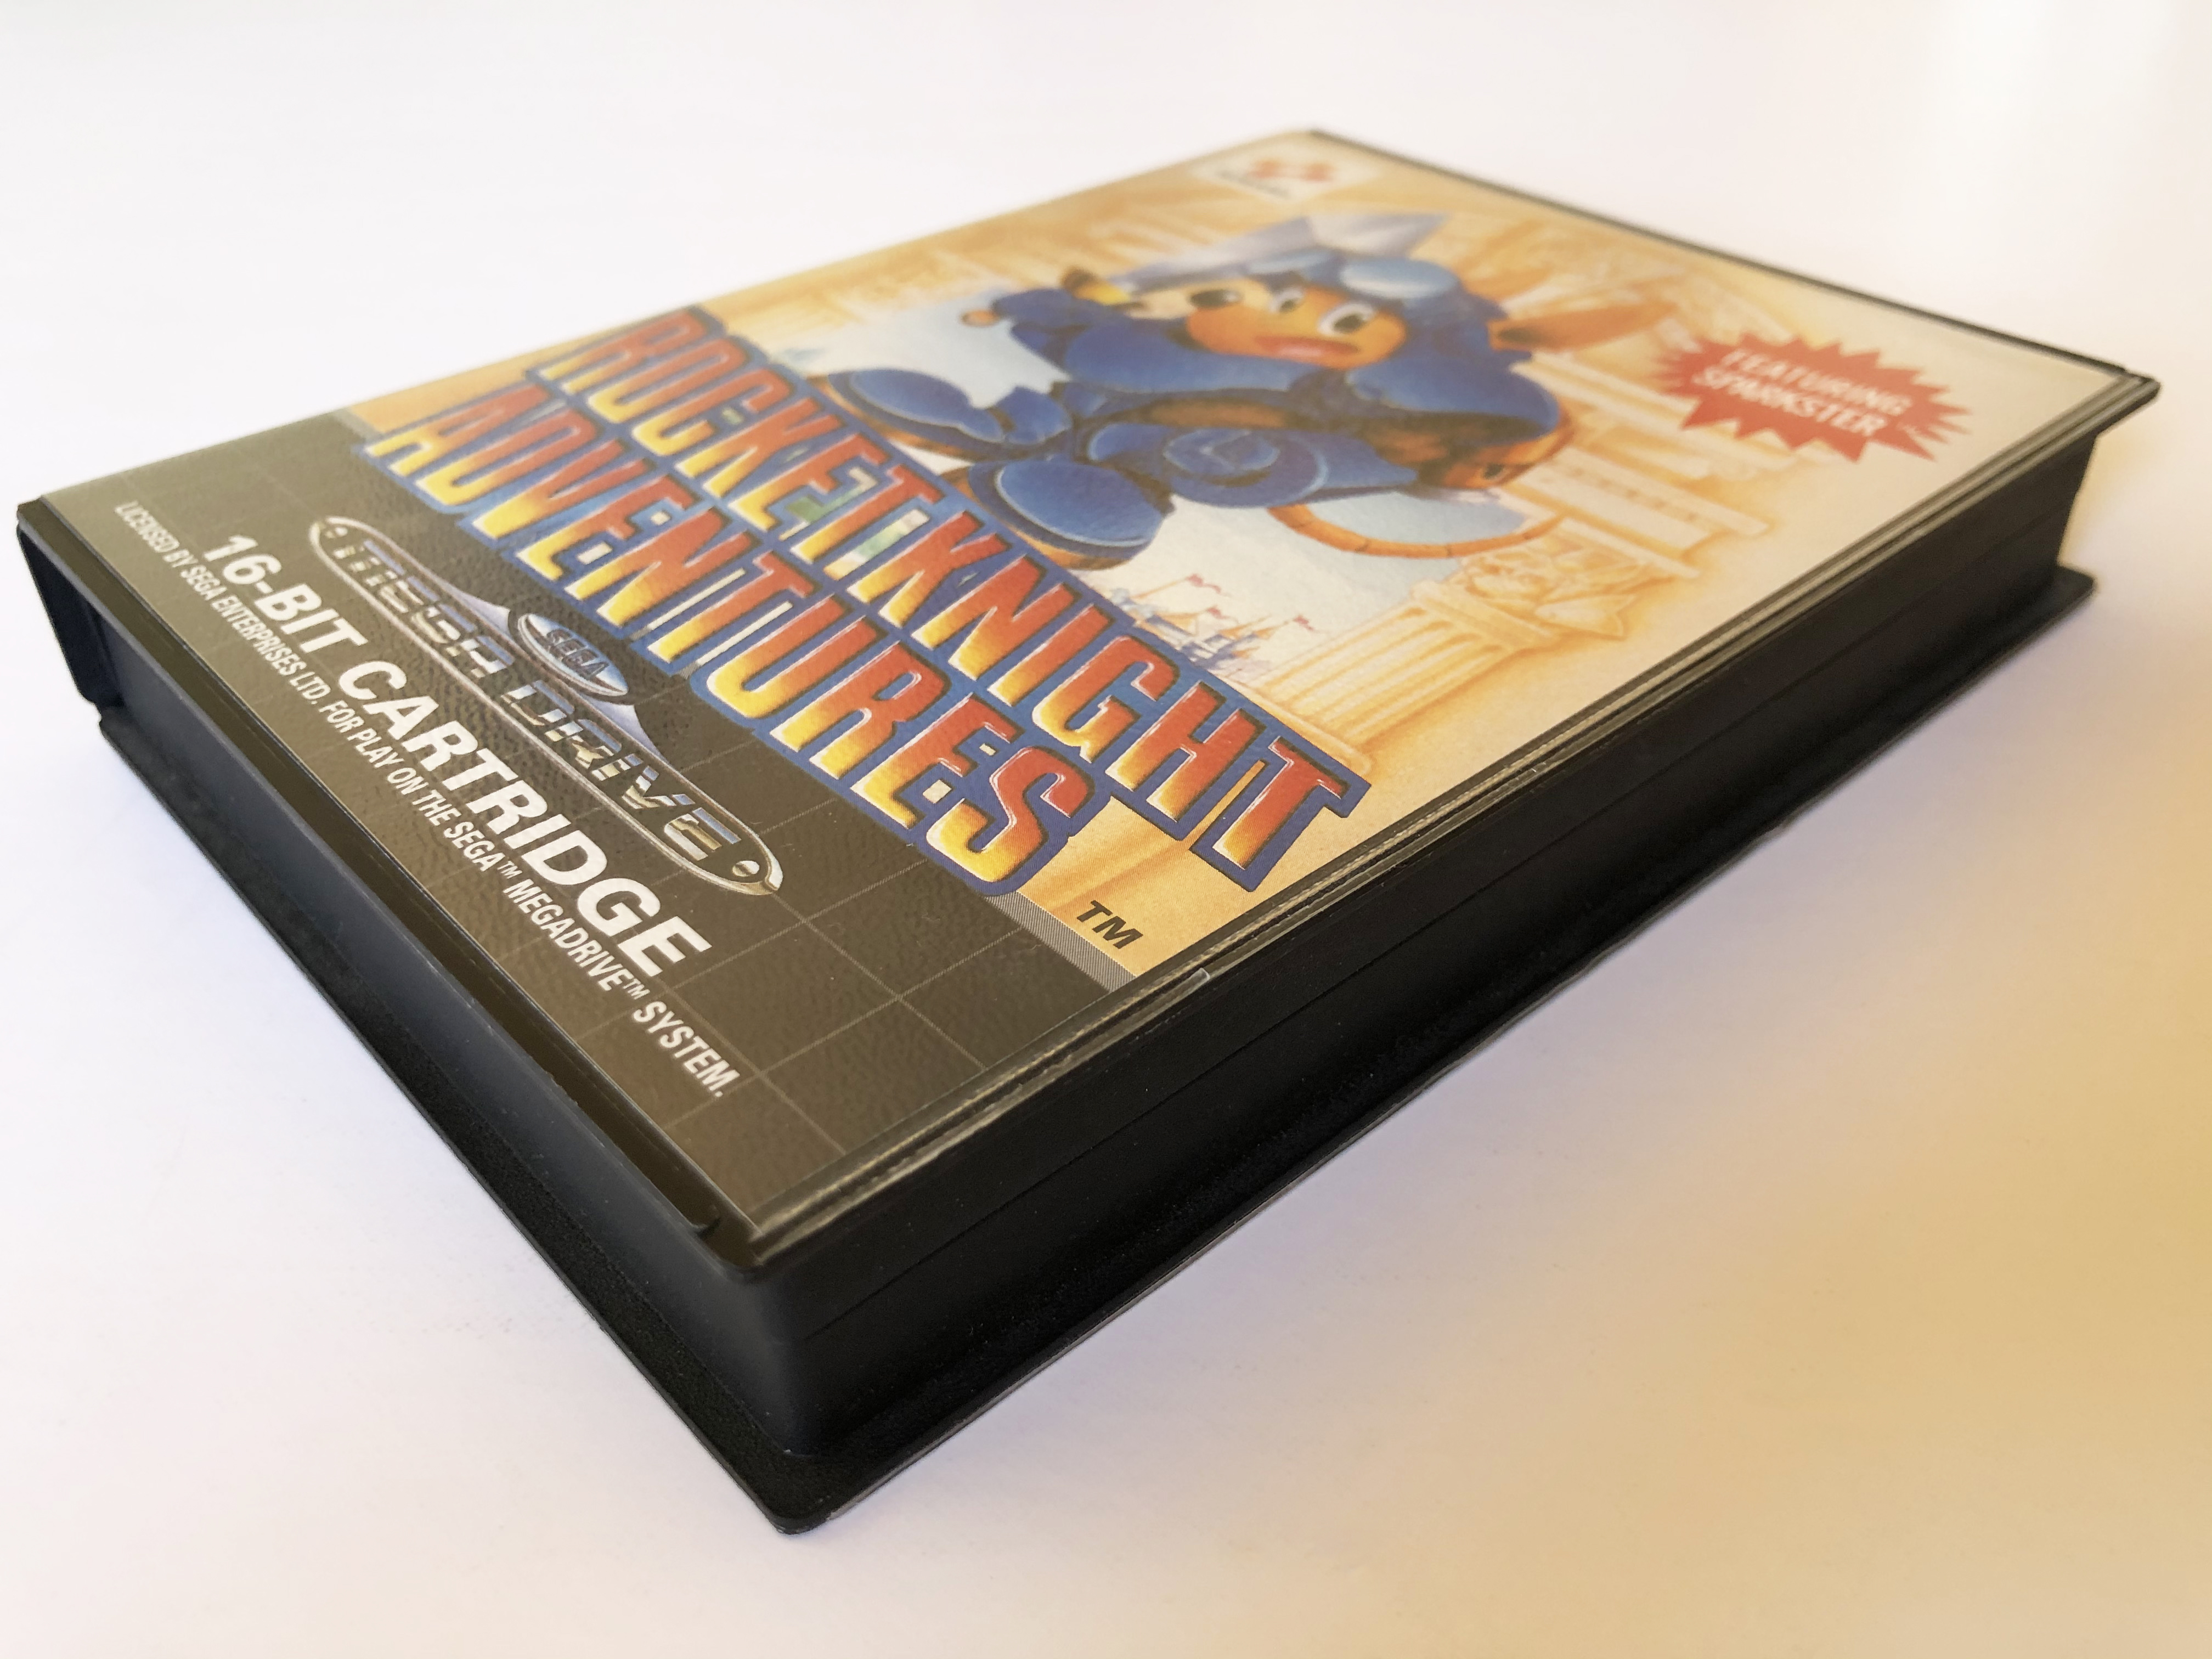 FEATURING
SPARKSTER
ROCKET KNIGHT
ADVENTURES
TM
SEGA
MEGA DRIVE
16-BIT CARTRIDGE
LICENSED BY SEGA ENTERPRISES LTD. FOR PLAY ON THE SEGA™ MEGADRIVE™ SYSTEM.